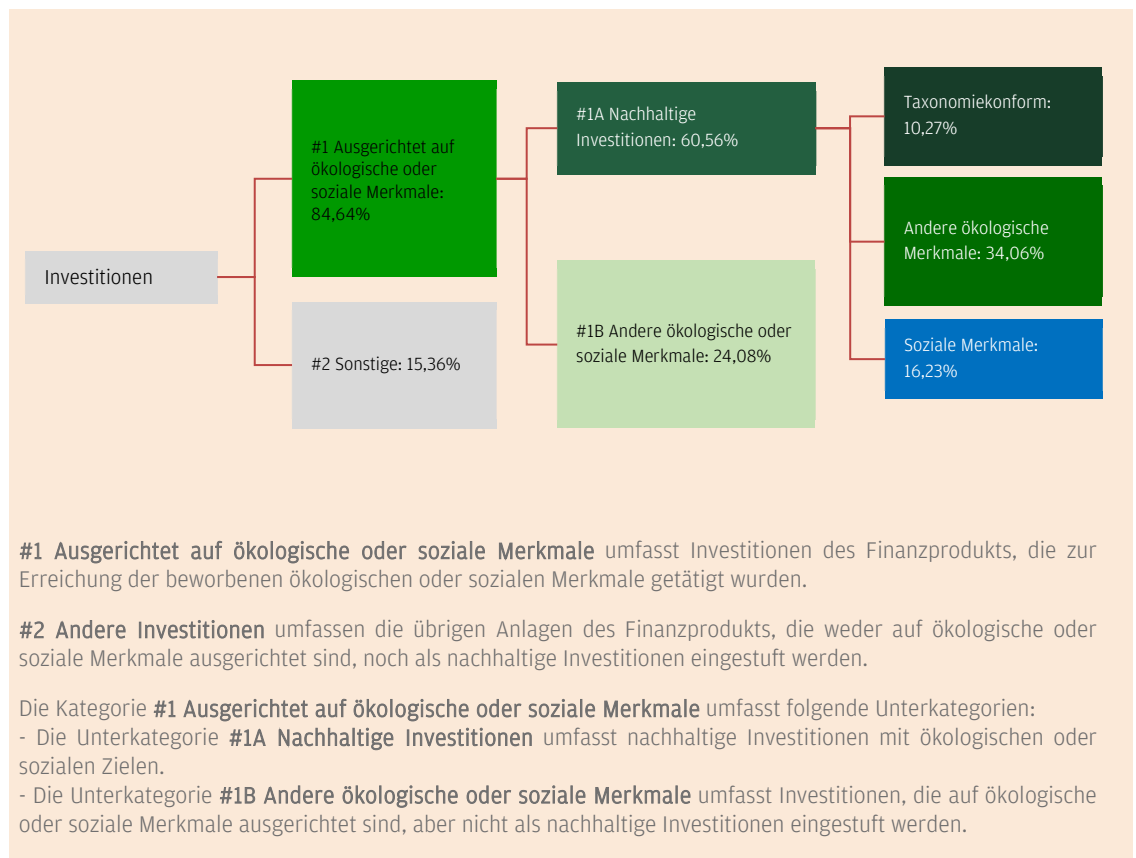 Investitionen
#1 Ausgerichtet auf
ökologische oder
soziale Merkmale:
84,64%
#2 Sonstige: 15,36%
#1A Nachhaltige
Investitionen: 60,56%
#1B Andere ökologische oder
soziale Merkmale: 24,08%
Taxonomiekonform:
10,27%
Andere ökologische
Merkmale: 34,06%
Soziale Merkmale:
16,23%
#1 Ausgerichtet auf ökologische oder soziale Merkmale umfasst Investitionen des Finanzprodukts, die zur
Erreichung der beworbenen ökologischen oder sozialen Merkmale getätigt wurden.
#2 Andere Investitionen umfassen die übrigen Anlagen des Finanzprodukts, die weder auf ökologische oder
soziale Merkmale ausgerichtet sind, noch als nachhaltige Investitionen eingestuft werden.
Die Kategorie #1 Ausgerichtet auf ökologische oder soziale Merkmale umfasst folgende Unterkategorien:
- Die Unterkategorie #1A Nachhaltige Investitionen umfasst nachhaltige Investitionen mit ökologischen oder
sozialen Zielen.
- Die Unterkategorie #1B Andere ökologische oder soziale Merkmale umfasst Investitionen, die auf ökologische
oder soziale Merkmale ausgerichtet sind, aber nicht als nachhaltige Investitionen eingestuft werden.